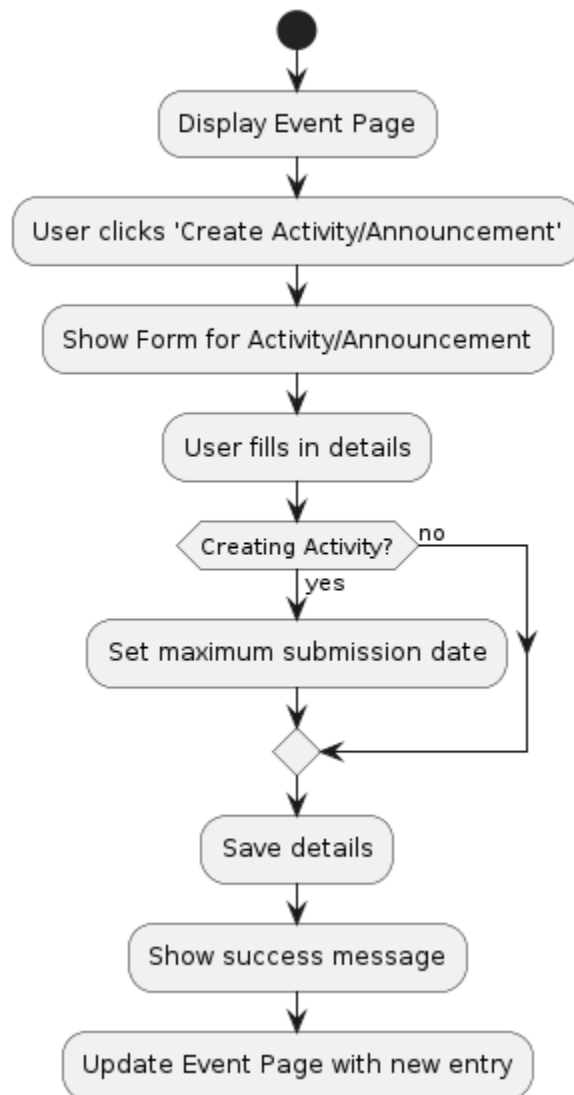 Display Event Page
User clicks 'Create Activity/Announcement'
Show Form for Activity/Announcement
User fills in details
Creating Activity?
no
yes
Set maximum submission date
Save details
Show success message
Update Event Page with new entry